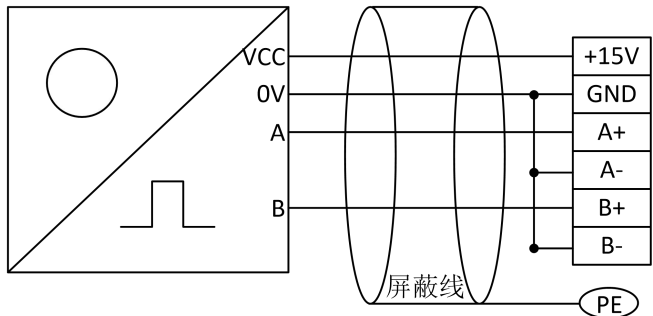 VCC
0V
A
B
+15V
GND
A+
A-
B+
B-
屏蔽线
PE